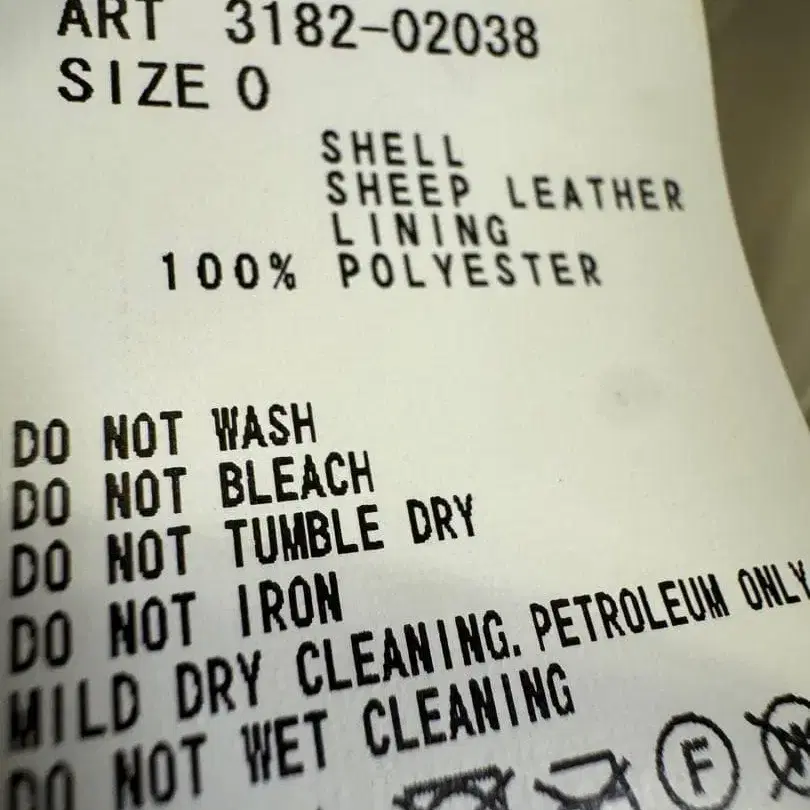 ART 3182-02038
SIZE 0
SHELL
SHEEP LEATHER
LINING
100% POLYESTER
DO NOT WASH
DO NOT BLEACH
DO NOT TUMBLE DRY
DO NOT IRON
MILD DRY CLEANING. PETROLEUM ONLY
DO NOT WET CLEANING
F